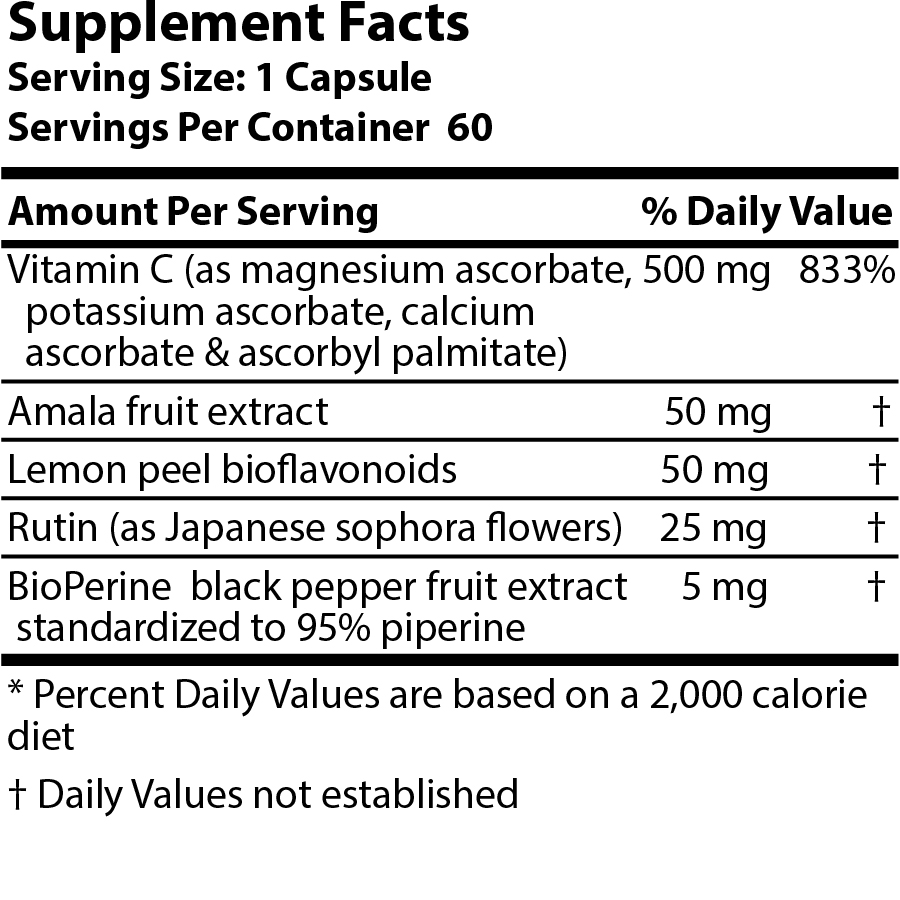 Supplement Facts
Serving Size: 1 Capsule
Servings Per Container 60
Amount Per Serving % Daily Value
Vitamin C (as magnesium ascorbate, 500 mg 833%
potassium ascorbate, calcium
ascorbate & ascorbyl palmitate)
Amala fruit extract 50 mg †
Lemon peel bioflavonoids 50 mg †
Rutin (as Japanese sophora flowers) 25 mg †
BioPerine black pepper fruit extract 5 mg †
standardized to 95% piperine
* Percent Daily Values are based on a 2,000 calorie
diet
† Daily Values not established